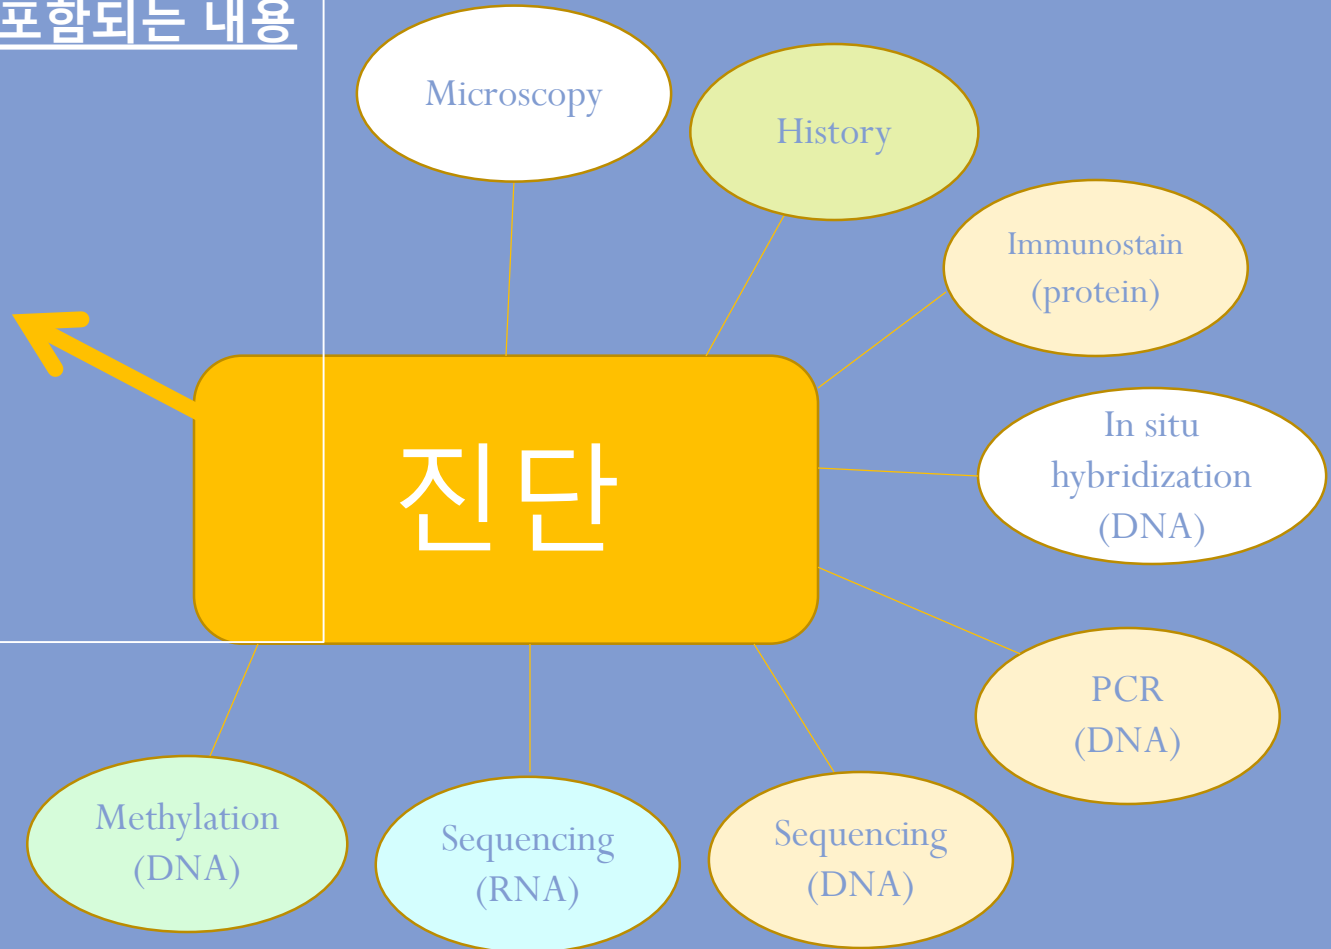 포함되는 내용
Microscopy
History
Immunostain
(protein)
In situ
hybridization
(DNA)
진단
PCR
(DNA)
Methylation
(DNA)
Sequencing
(RNA)
Sequencing
(DNA)